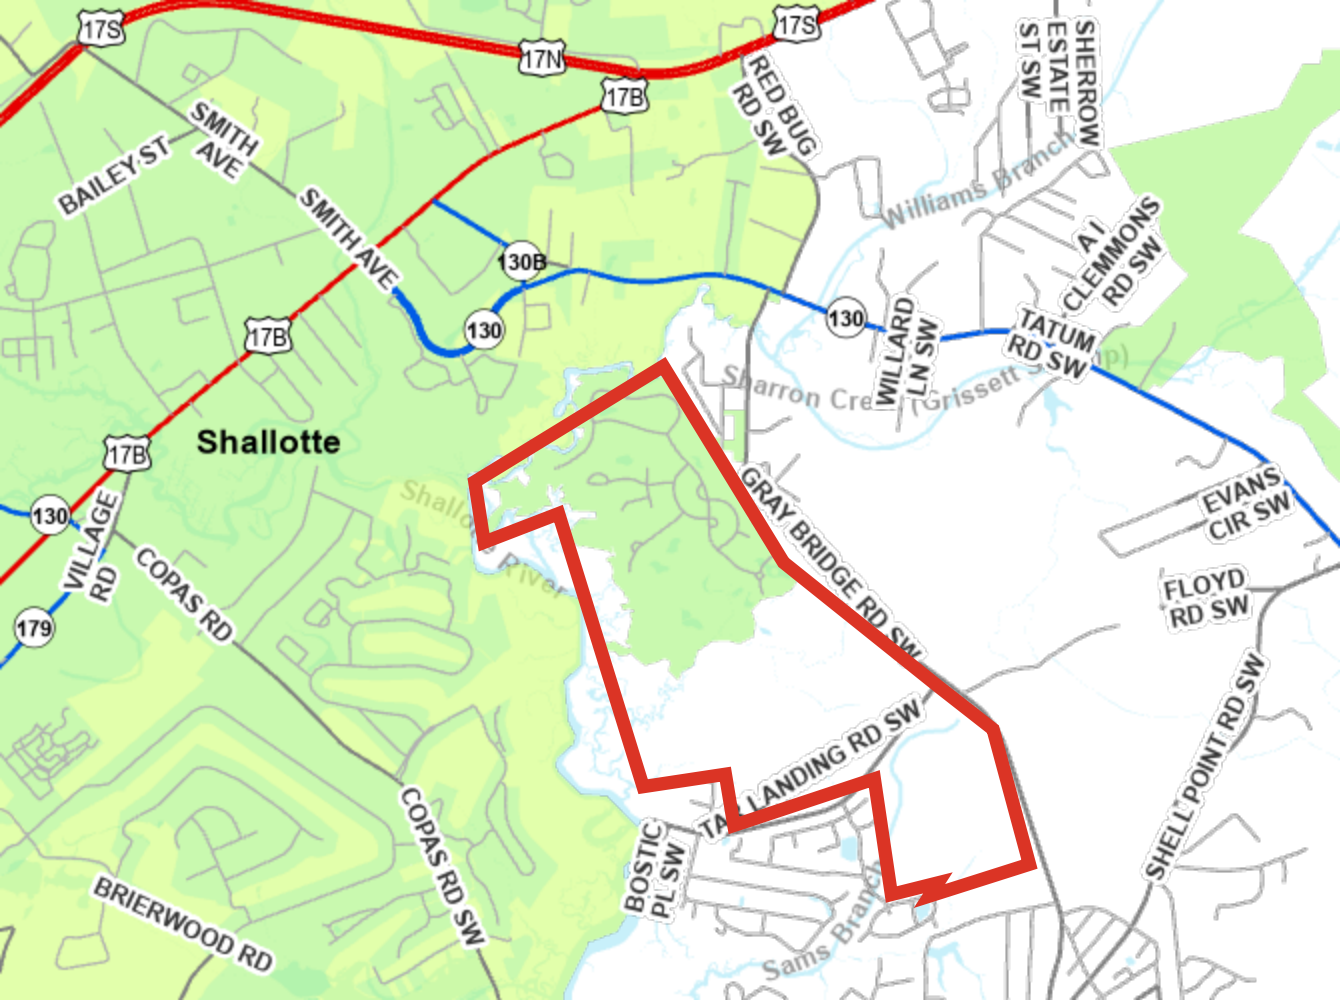 17S
17S
17N
17B
SHERROW
ESTATE
ST SW
RED BUG
RD SW
SMITH
AVE
BAILEY ST
Williams Branch
SMITH AVE
A I
CLEMMONS
RD SW
130B
130
130
17B
WILLARD
LN SW
TATUM
RD SW
Sharron Cre
(Grissett S
p)
Shallotte
17B
GRAY BRIDGE RD SW
EVANS
CIR SW
130
VILLAGE
RD
Shallo
e River
COPAS RD
FLOYD
RD SW
179
SHELL POINT RD SW
TAR LANDING RD SW
COPAS RD SW
BOSTIC
PL SW
Sams Branch
BRIERWOOD RD